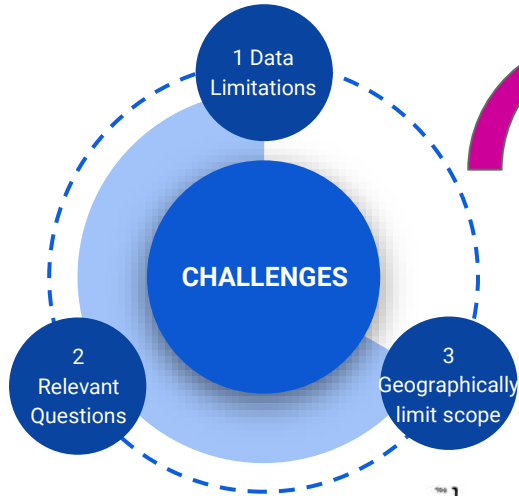 1 Data
Limitations
CHALLENGES
2
Relevant
Questions
3
Geographically
limit scope